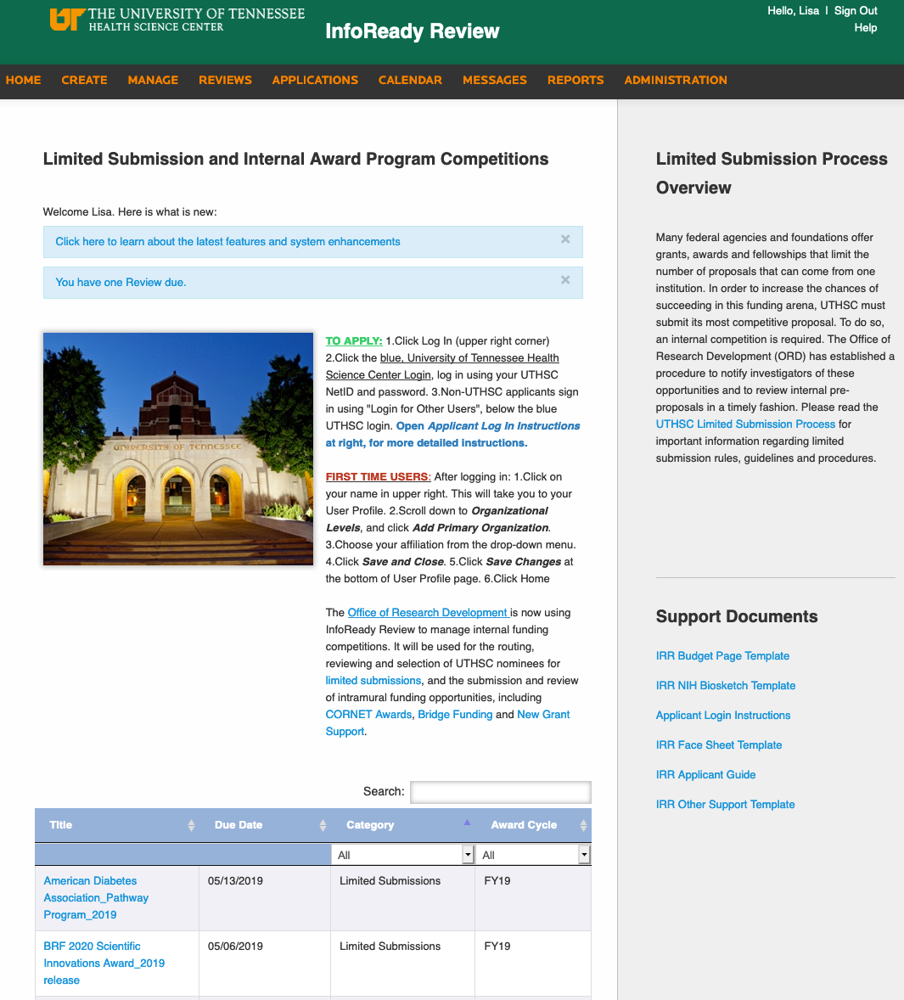 THE UNIVERSITY OF TENNESSEE
HEALTH SCIENCE CENTER
InfoReady Review
Hello, Lisa | Sign Out
Help
HOME CREATE MANAGE REVIEWS APPLICATIONS CALENDAR MESSAGES REPORTS ADMINISTRATION
Limited Submission and Internal Award Program Competitions
Welcome Lisa. Here is what is new:
Click here to learn about the latest features and system enhancements ×
You have one Review due. ×
UNIVERSITY OF TENNESSEE
TO APPLY: 1.Click Log In (upper right corner)
2.Click the blue, University of Tennessee Health
Science Center Login, log in using your UTHSC
NetID and password. 3.Non-UTHSC applicants sign
in using "Login for Other Users", below the blue
UTHSC login. Open Applicant Log In Instructions
at right, for more detailed instructions.
FIRST TIME USERS: After logging in: 1.Click on
your name in upper right. This will take you to your
User Profile. 2.Scroll down to Organizational
Levels, and click Add Primary Organization.
3.Choose your affiliation from the drop-down menu.
4.Click Save and Close. 5.Click Save Changes at
the bottom of User Profile page. 6.Click Home
The Office of Research Development is now using
InfoReady Review to manage internal funding
competitions. It will be used for the routing,
reviewing and selection of UTHSC nominees for
limited submissions, and the submission and review
of intramural funding opportunities, including
CORNET Awards, Bridge Funding and New Grant
Support.
Search:
Title Due Date Category Award Cycle
All All
American Diabetes
Association_Pathway
Program_2019
05/13/2019 Limited Submissions FY19
BRF 2020 Scientific
Innovations Award_2019
release
05/06/2019 Limited Submissions FY19
Limited Submission Process
Overview
Many federal agencies and foundations offer
grants, awards and fellowships that limit the
number of proposals that can come from one
institution. In order to increase the chances of
succeeding in this funding arena, UTHSC must
submit its most competitive proposal. To do so,
an internal competition is required. The Office of
Research Development (ORD) has established a
procedure to notify investigators of these
opportunities and to review internal pre-
proposals in a timely fashion. Please read the
UTHSC Limited Submission Process for
important information regarding limited
submission rules, guidelines and procedures.
Support Documents
IRR Budget Page Template
IRR NIH Biosketch Template
Applicant Login Instructions
IRR Face Sheet Template
IRR Applicant Guide
IRR Other Support Template